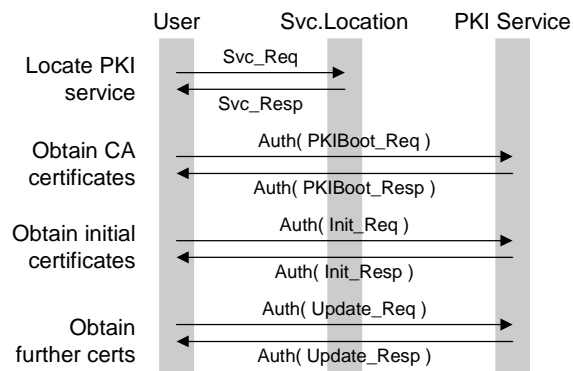 User Svc.Location PKI Service
Locate PKI
service
Svc_Req
Svc_Resp
Obtain CA
certificates
Auth( PKIBoot_Req )
Auth( PKIBoot_Resp )
Obtain initial
certificates
Auth( Init_Req )
Auth( Init_Resp )
Obtain
further certs
Auth( Update_Req )
Auth( Update_Resp )